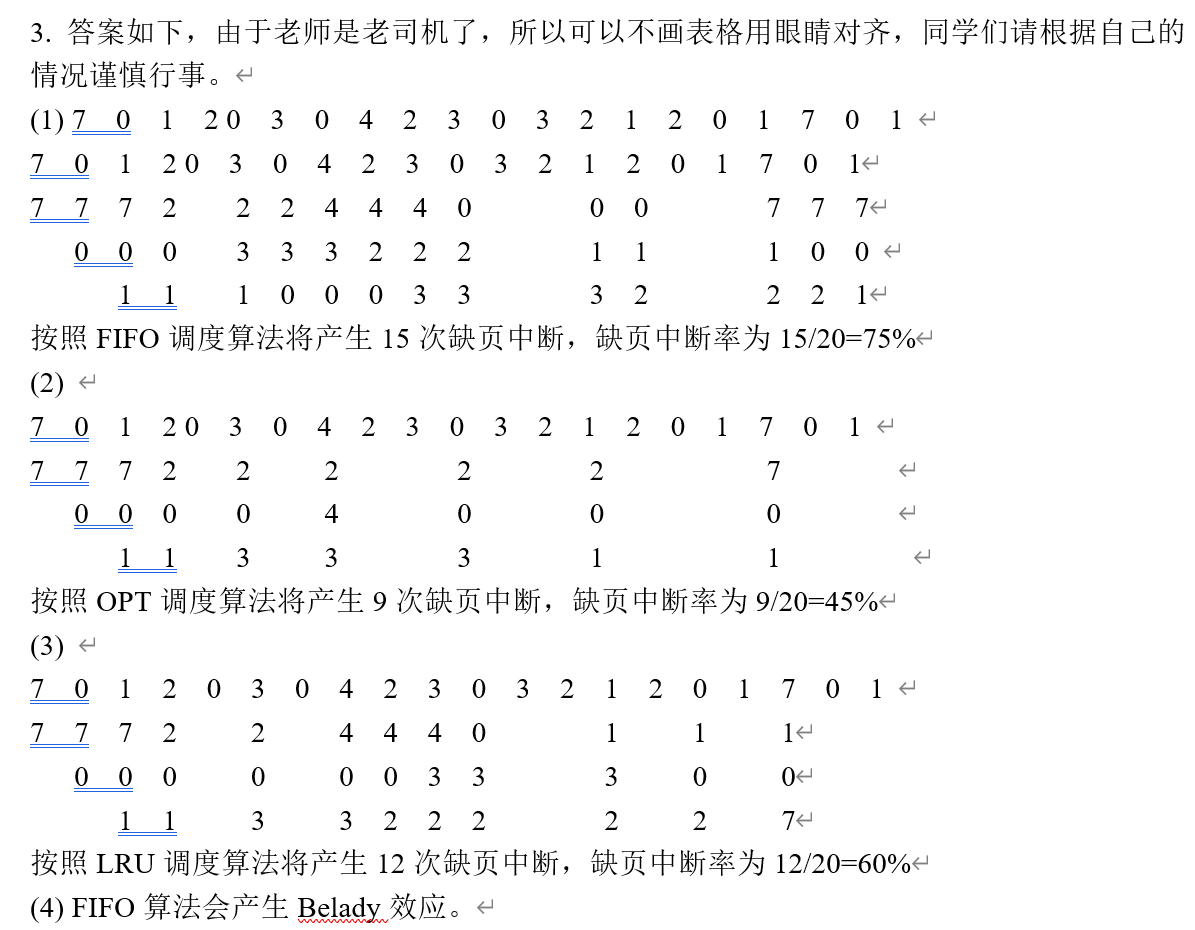 3. 答案如下，由于老师是老司机了，所以可以不画表格用眼睛对齐，同学们请根据自己的
情况谨慎行事。↵
(1) 7 0 1 2 0 3 0 4 2 3 0 3 2 1 2 0 1 7 0 1 ↵
7 0 1 2 0 3 0 4 2 3 0 3 2 1 2 0 1 7 0 1↵
7 7 7 2 2 2 4 4 4 0 0 0 7 7 7↵
0 0 0 3 3 3 2 2 2 1 1 1 0 0 ↵
1 1 1 0 0 0 3 3 3 2 2 2 1↵
按照 FIFO 调度算法将产生 15 次缺页中断，缺页中断率为 15/20=75%↵
(2) ↵
7 0 1 2 0 3 0 4 2 3 0 3 2 1 2 0 1 7 0 1 ↵
7 7 7 2 2 2 2 2 7 ↵
0 0 0 0 4 0 0 0 ↵
1 1 3 3 3 1 1 ↵
按照 OPT 调度算法将产生 9 次缺页中断，缺页中断率为 9/20=45%↵
(3) ↵
7 0 1 2 0 3 0 4 2 3 0 3 2 1 2 0 1 7 0 1 ↵
7 7 7 2 2 4 4 4 0 1 1 1↵
0 0 0 0 0 0 3 3 3 0 0↵
1 1 3 3 2 2 2 2 2 7↵
按照 LRU 调度算法将产生 12 次缺页中断，缺页中断率为 12/20=60%↵
(4) FIFO 算法会产生 Belady 效应。↵